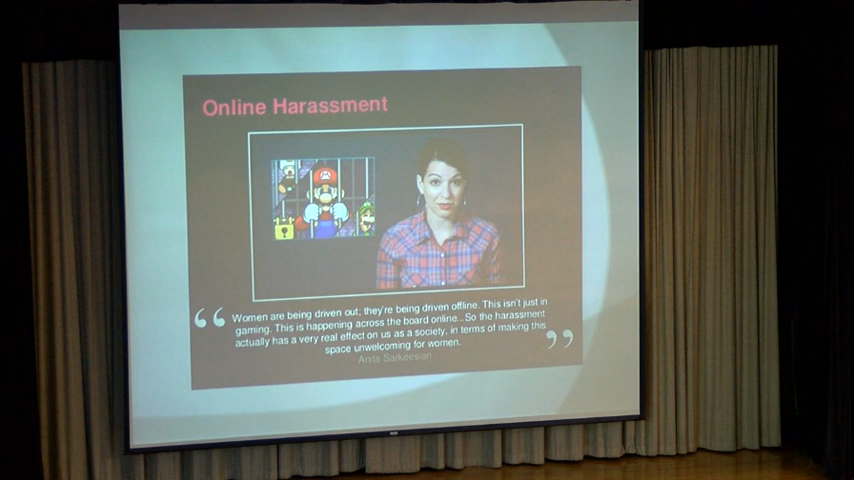 Online Harassment
“ Women are being driven out; they're being driven offline. This isn't just in
gaming. This is happening across the board online...So the harassment
actually has a very real effect on us as a society, in terms of making this
space unwelcoming for women. ”
Anita Sarkeesian